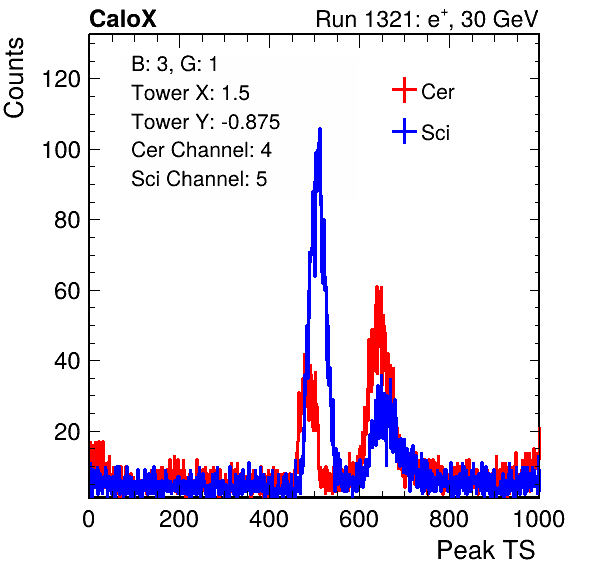 CaloX Run 1321: e⁺, 30 GeV
Counts
B: 3, G: 1
Tower X: 1.5
Tower Y: -0.875
Cer Channel: 4
Sci Channel: 5
Cer
Sci
120
100
80
60
40
20
0 200 400 600 800 1000
Peak TS